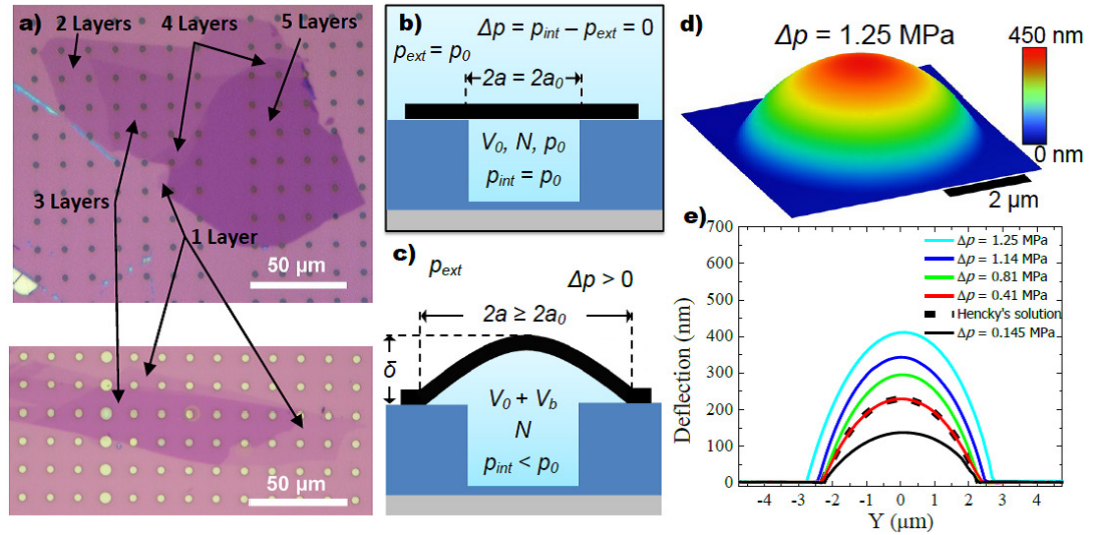 a)
2 Layers
4 Layers
5 Layers
3 Layers
1 Layer
50 μm
50 μm
b)
Δp = p_int – p_ext = 0
p_ext = p_0
2a = 2a_0
V_0, N, p_0
p_int = p_0
c)
p_ext
Δp > 0
2a ≥ 2a_0
δ
V_0 + V_b
N
p_int < p_0
d)
Δp = 1.25 MPa
450 nm
0 nm
2 μm
e)
Deflection (nm)
700
600
500
400
300
200
100
0
Δp = 1.25 MPa
Δp = 1.14 MPa
Δp = 0.81 MPa
Δp = 0.41 MPa
Hencky's solution
Δp = 0.145 MPa
-4 -3 -2 -1 0 1 2 3 4
Y (μm)